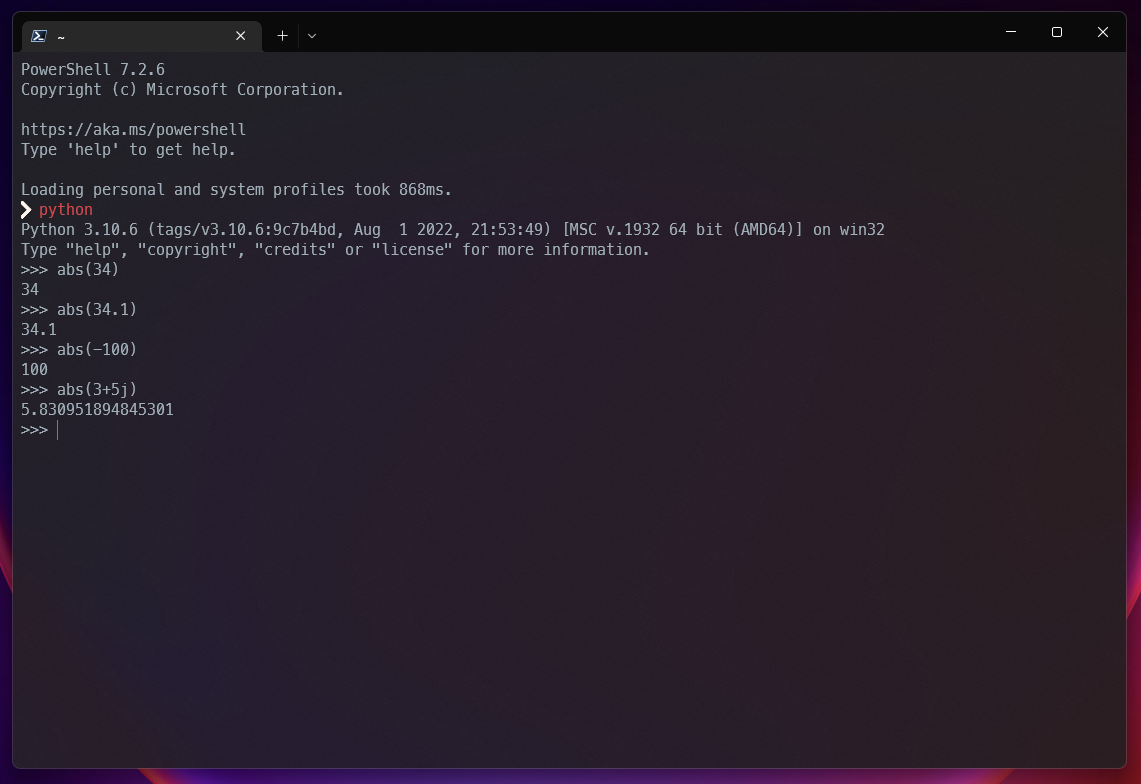 ~
PowerShell 7.2.6
Copyright (c) Microsoft Corporation.
https://aka.ms/powershell
Type 'help' to get help.
Loading personal and system profiles took 868ms.
❯ python
Python 3.10.6 (tags/v3.10.6:9c7b4bd, Aug  1 2022, 21:53:49) [MSC v.1932 64 bit (AMD64)] on win32
Type "help", "copyright", "credits" or "license" for more information.
>>> abs(34)
34
>>> abs(34.1)
34.1
>>> abs(-100)
100
>>> abs(3+5j)
5.830951894845301
>>>